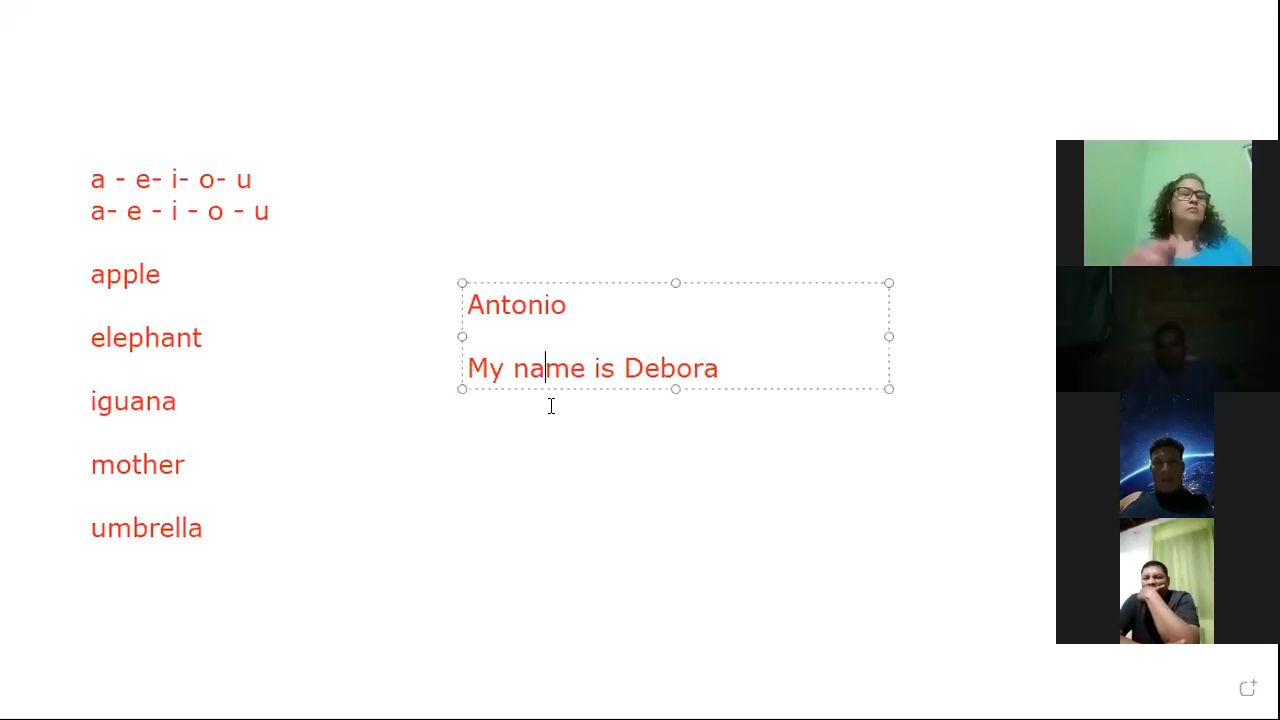 a - e- i- o- u
a- e - i - o - u
apple
elephant
iguana
mother
umbrella
Antonio
My name is Debora